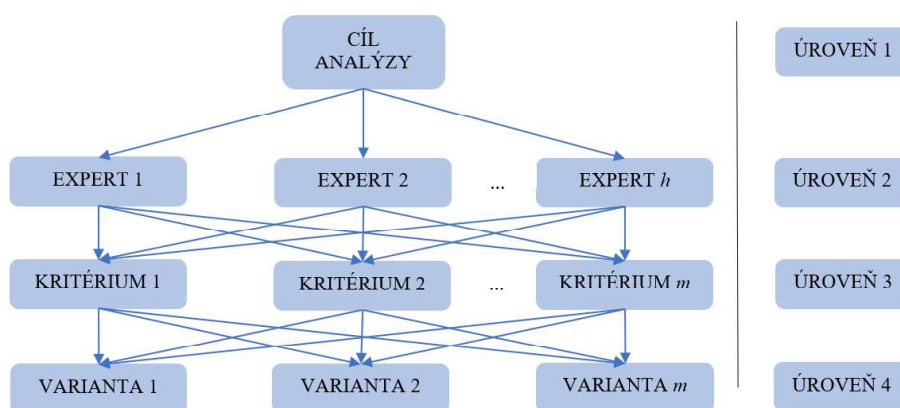 CÍL
ANALÝZY
ÚROVEŇ 1
EXPERT 1
EXPERT 2
...
EXPERT h
ÚROVEŇ 2
KRITÉRIUM 1
KRITÉRIUM 2
...
KRITÉRIUM m
ÚROVEŇ 3
VARIANTA 1
VARIANTA 2
VARIANTA m
ÚROVEŇ 4